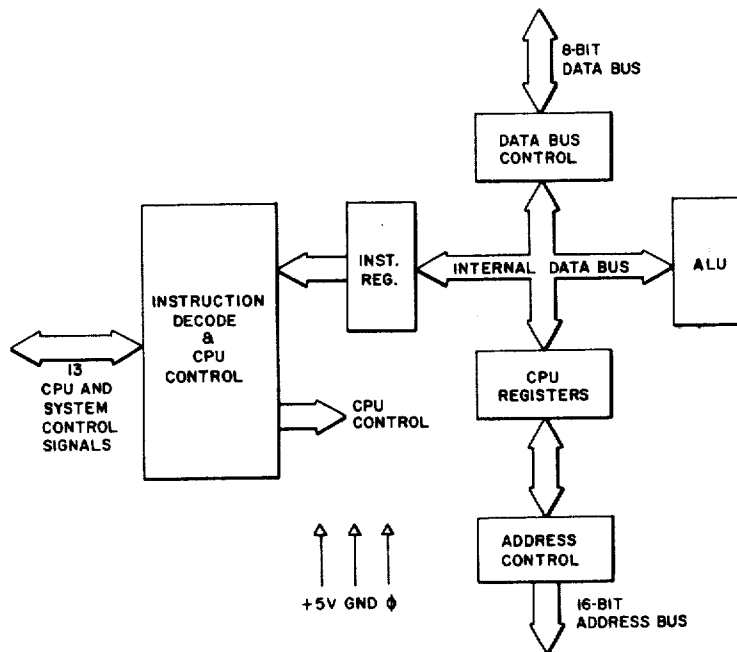 8-BIT
DATA BUS
DATA BUS
CONTROL
INST.
REG.
INTERNAL DATA BUS
ALU
INSTRUCTION
DECODE
&
CPU
CONTROL
13
CPU AND
SYSTEM
CONTROL
SIGNALS
CPU
CONTROL
CPU
REGISTERS
ADDRESS
CONTROL
+5V GND ϕ
16-BIT
ADDRESS BUS